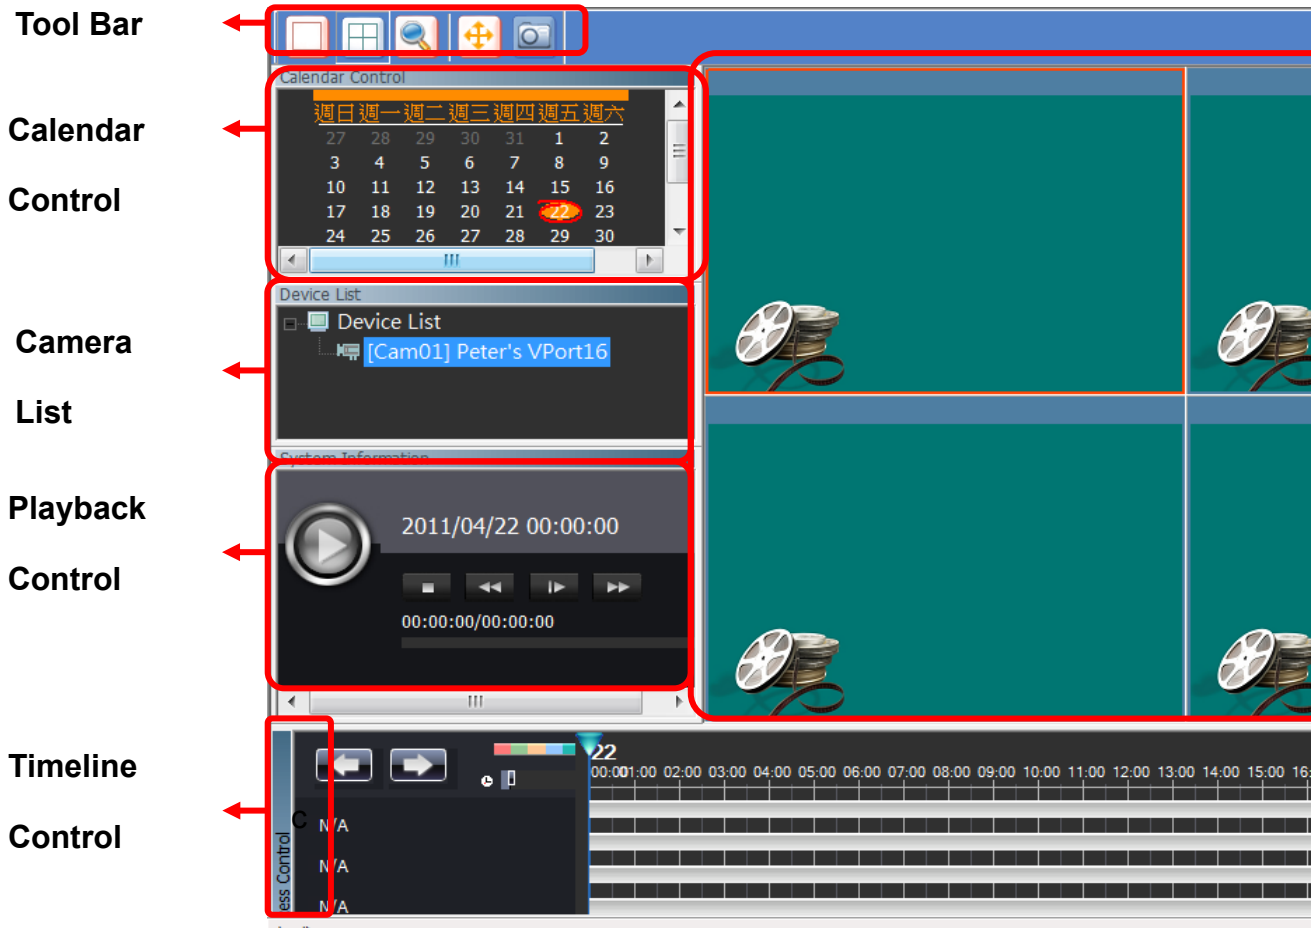 Tool Bar
Calendar Control
Calendar
Control
週日 週一 週二 週三 週四 週五 週六
27 28 29 30 31 1 2
3 4 5 6 7 8 9
10 11 12 13 14 15 16
17 18 19 20 21 22 23
24 25 26 27 28 29 30
Device List
Device List
[Cam01] Peter's VPort16
Camera
List
System Information
Playback
Control
2011/04/22 00:00:00
00:00:00/00:00:00
Timeline
Control
22
00:00 01:00 02:00 03:00 04:00 05:00 06:00 07:00 08:00 09:00 10:00 11:00 12:00 13:00 14:00 15:00 16:
C
N/A
N/A
N/A
ess Control